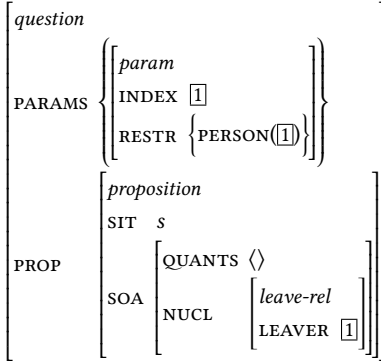 question
param
INDEX 1
PARAMS { RESTR {PERSON(1)} }
proposition
SIT s
QUANTS ⟨⟩
PROP
leave-rel
SOA
NUCL
LEAVER 1